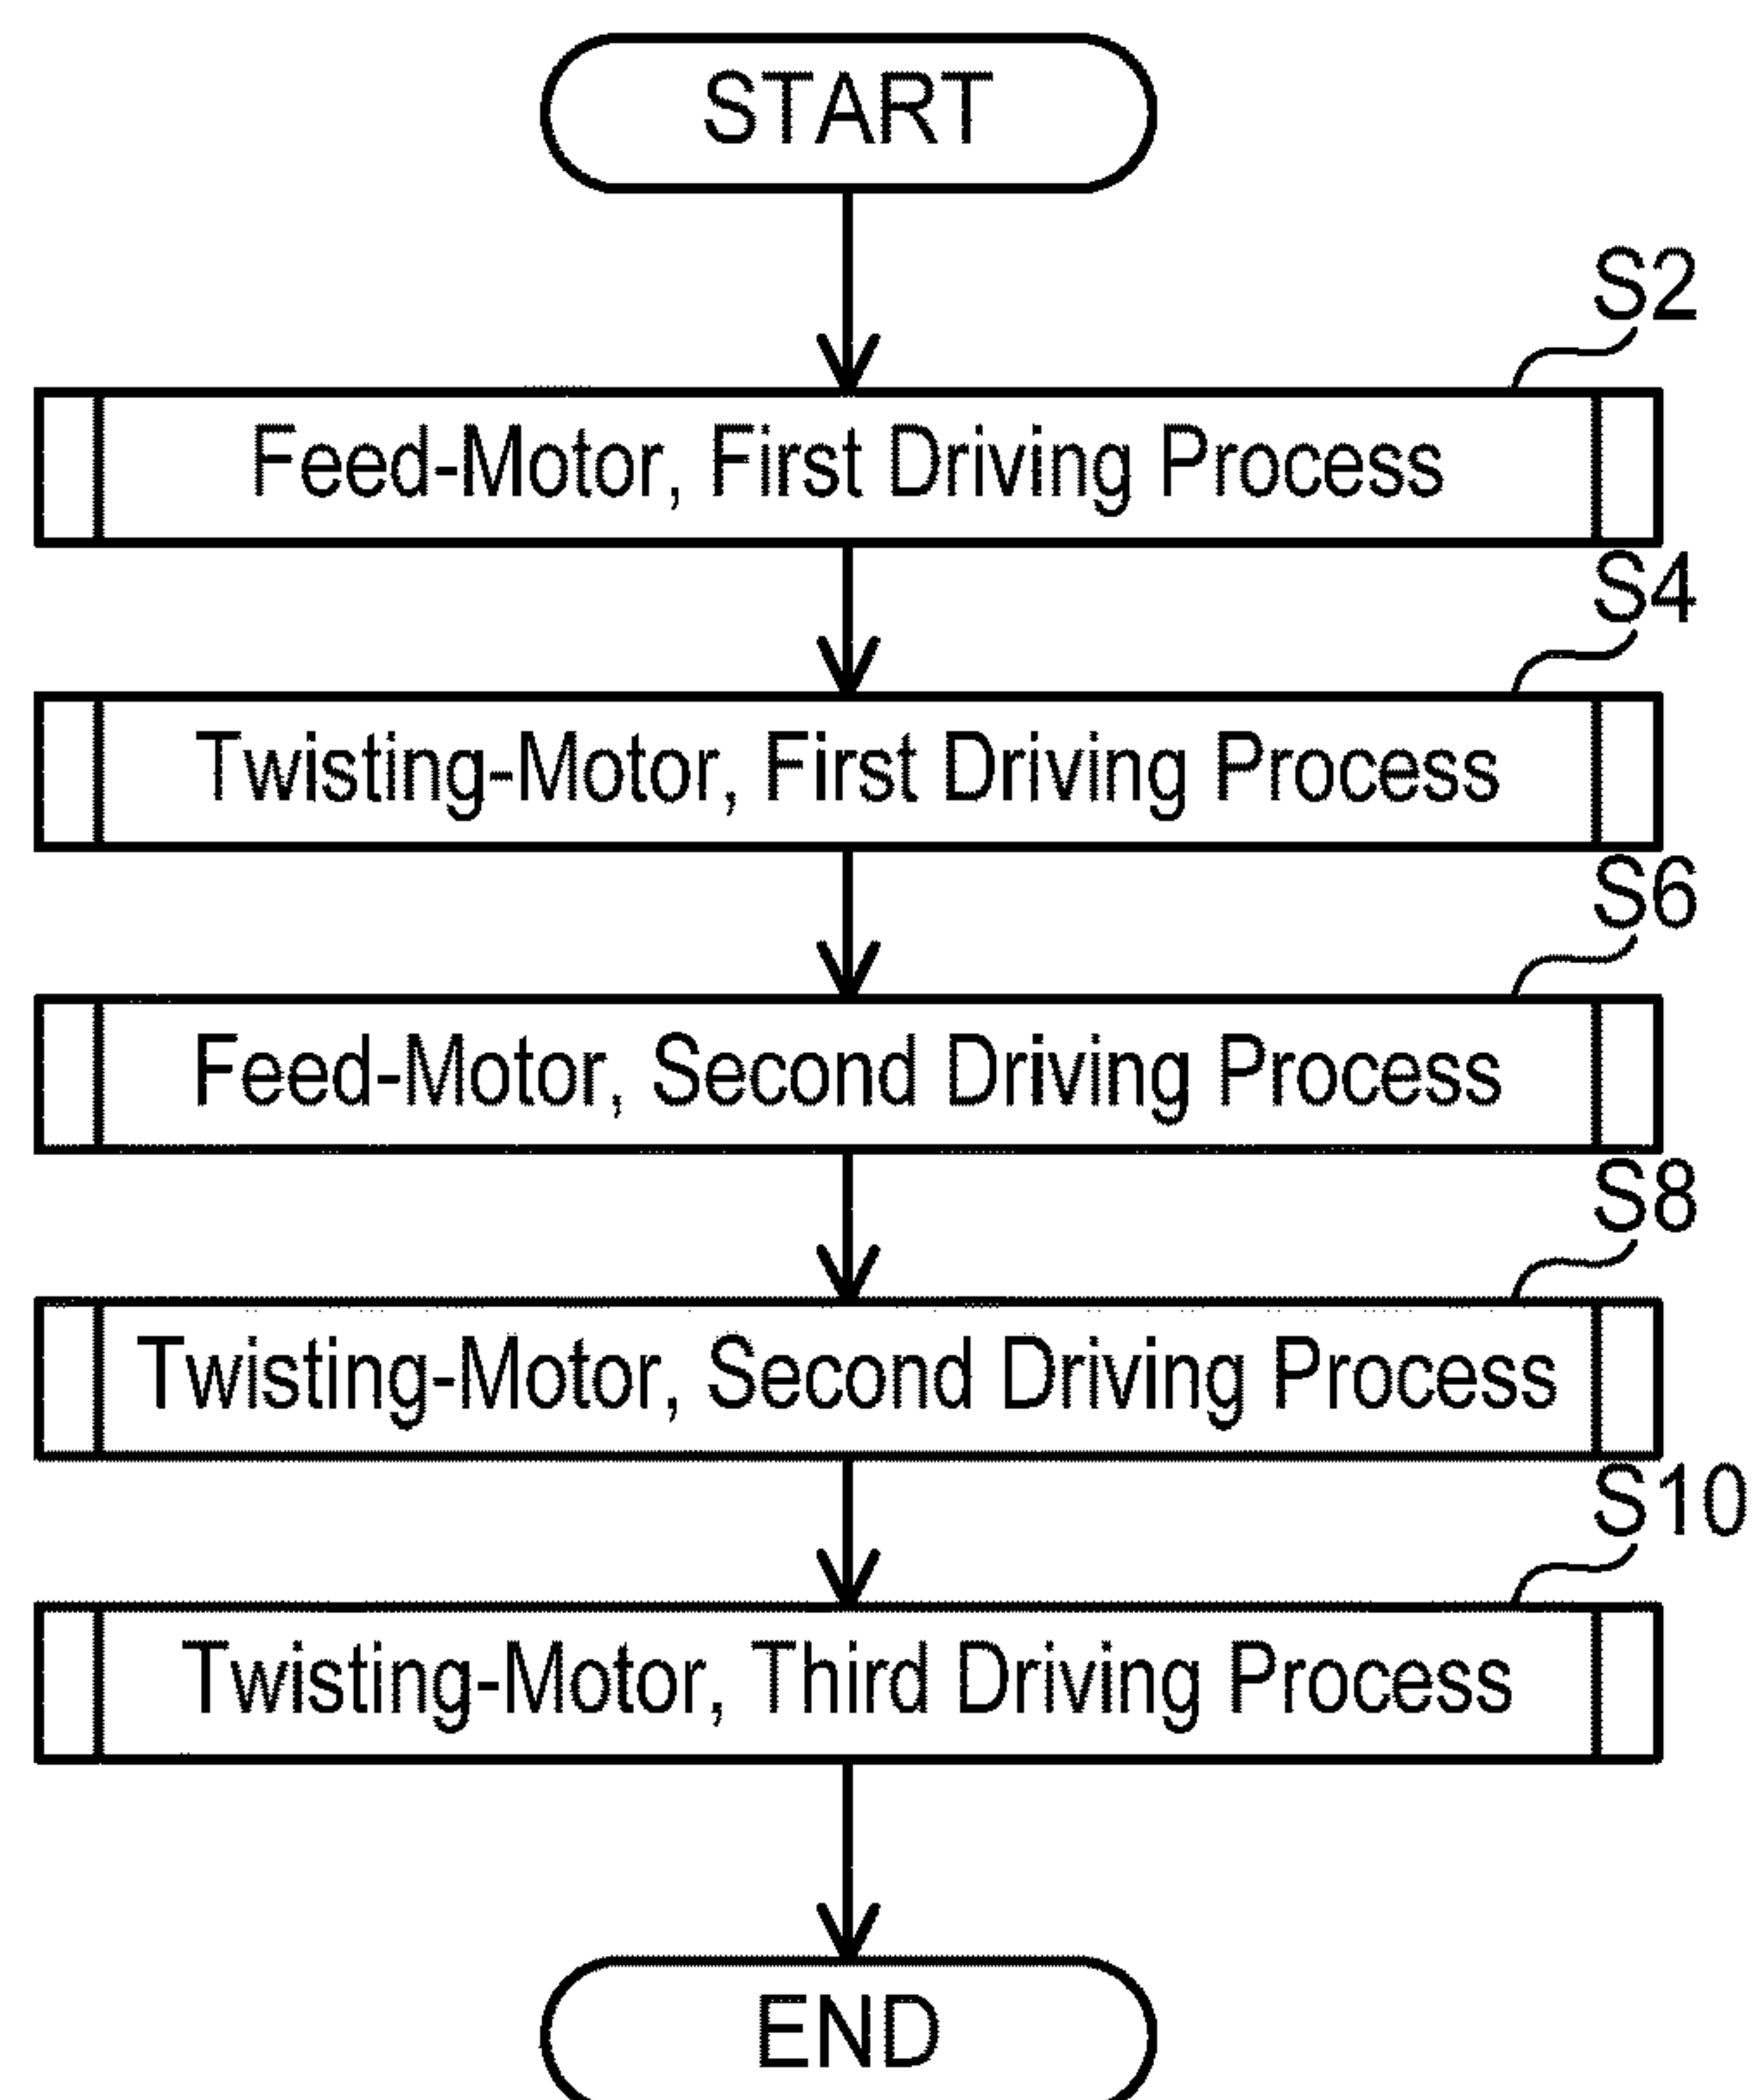 START
S2
Feed-Motor, First Driving Process
S4
Twisting-Motor, First Driving Process
S6
Feed-Motor, Second Driving Process
S8
Twisting-Motor, Second Driving Process
S10
Twisting-Motor, Third Driving Process
END